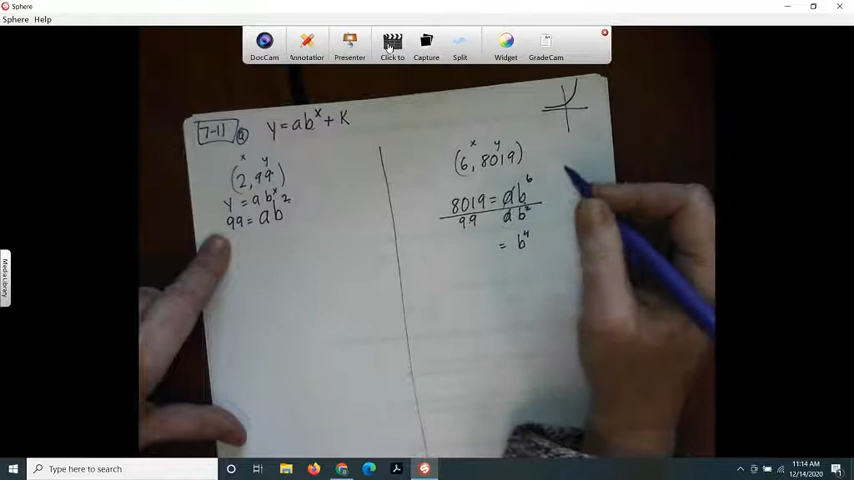 Sphere
Sphere Help
DocCam Annotation Presenter Click to Capture Split Widget GradeCam
7-11 a y = ab^x + K
x y
(2, 99)
y = ab^x
99 = ab^2
x y
(6, 8019)
8019 = ab^6
99 ab^2
= b^4
Media Library
Type here to search
11:14 AM
12/14/2020